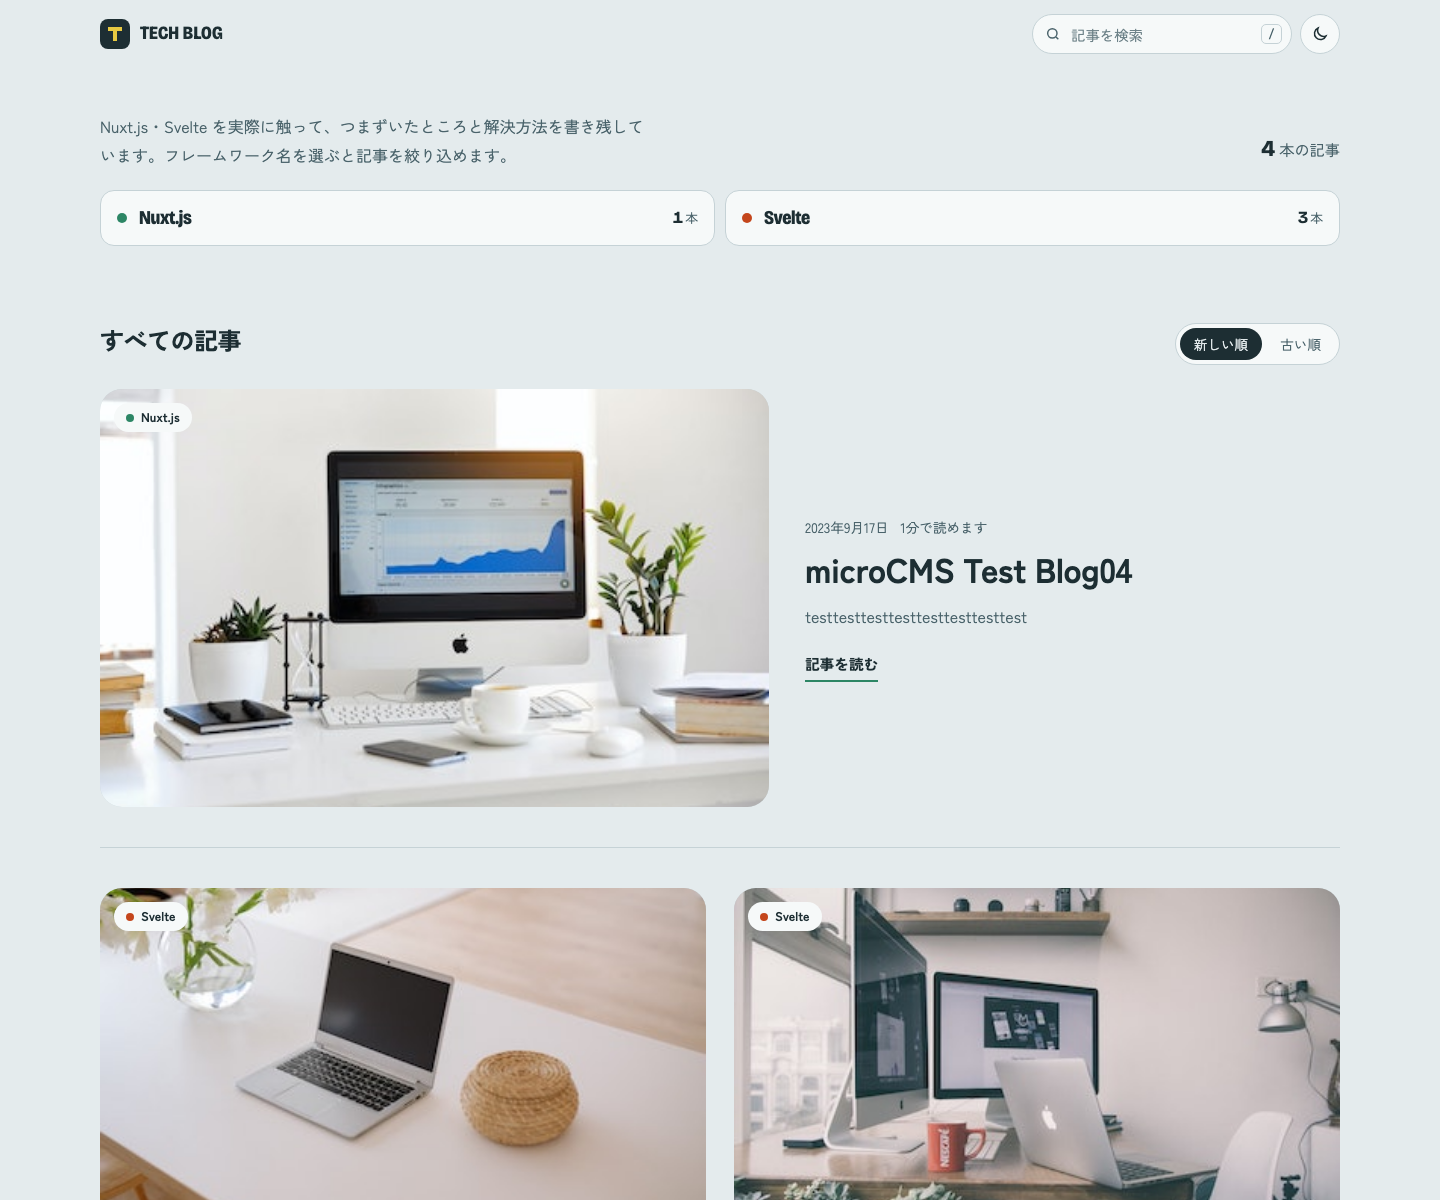 T TECH BLOG
記事を検索 /
Nuxt.js・Svelte を実際に触って、つまずいたところと解決方法を書き残して
います。フレームワーク名を選ぶと記事を絞り込めます。
4 本の記事
Nuxt.js 1本
Svelte 3本
すべての記事
新しい順 古い順
Nuxt.js
2023年9月17日 1分で読めます
microCMS Test Blog04
testtesttesttesttesttesttesttest
記事を読む
Svelte
Svelte
NESCAFÉ